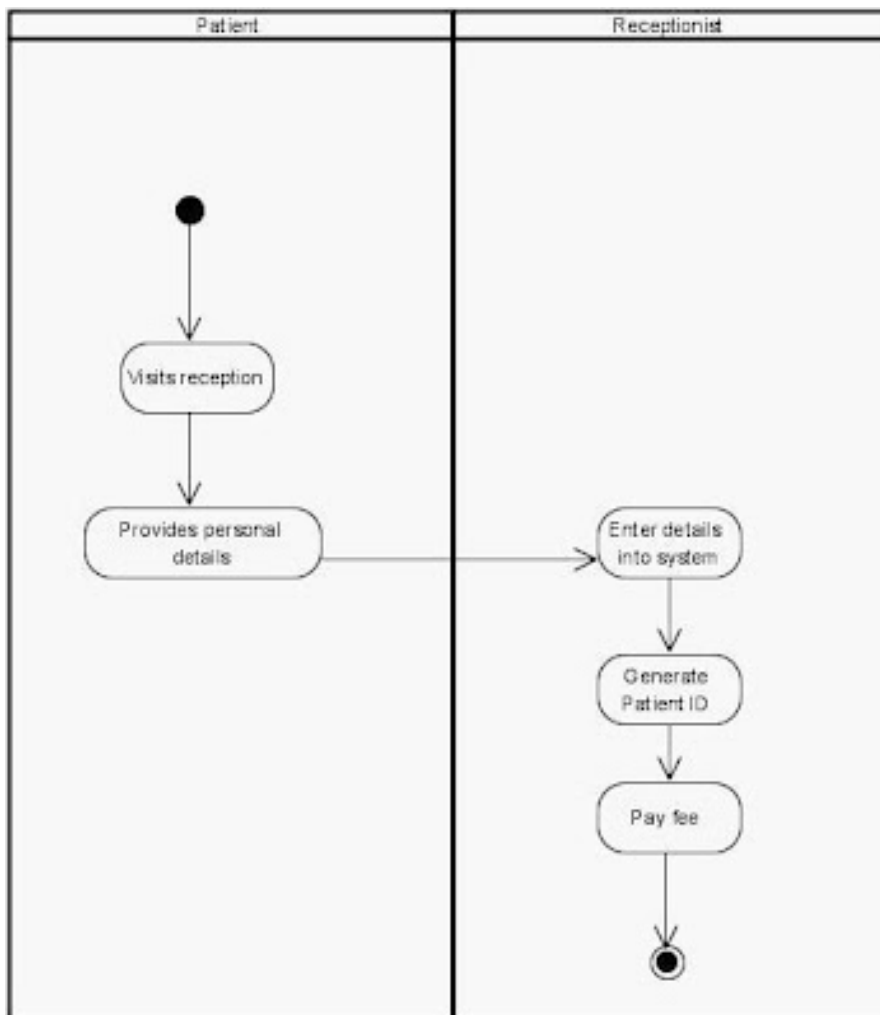 Patient
Receptionist
Visits reception
Provides personal
details
Enter details
into system
Generate
Patient ID
Pay fee